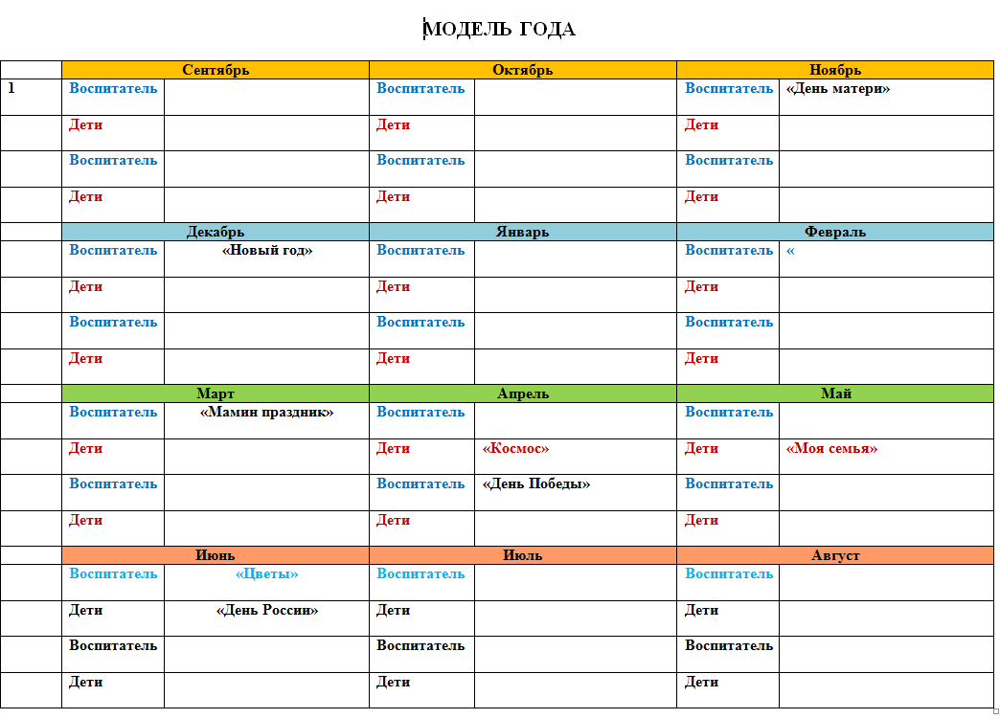 МОДЕЛЬ ГОДА
Сентябрь Октябрь Ноябрь
1 Воспитатель Воспитатель Воспитатель «День матери»
Дети Дети Дети
Воспитатель Воспитатель Воспитатель
Дети Дети Дети
Декабрь Январь Февраль
Воспитатель «Новый год» Воспитатель Воспитатель «
Дети Дети Дети
Воспитатель Воспитатель Воспитатель
Дети Дети Дети
Март Апрель Май
Воспитатель «Мамин праздник» Воспитатель Воспитатель
Дети Дети «Космос» Дети «Моя семья»
Воспитатель Воспитатель «День Победы» Воспитатель
Дети Дети Дети
Июнь Июль Август
Воспитатель «Цветы» Воспитатель Воспитатель
Дети «День России» Дети Дети
Воспитатель Воспитатель Воспитатель
Дети Дети Дети